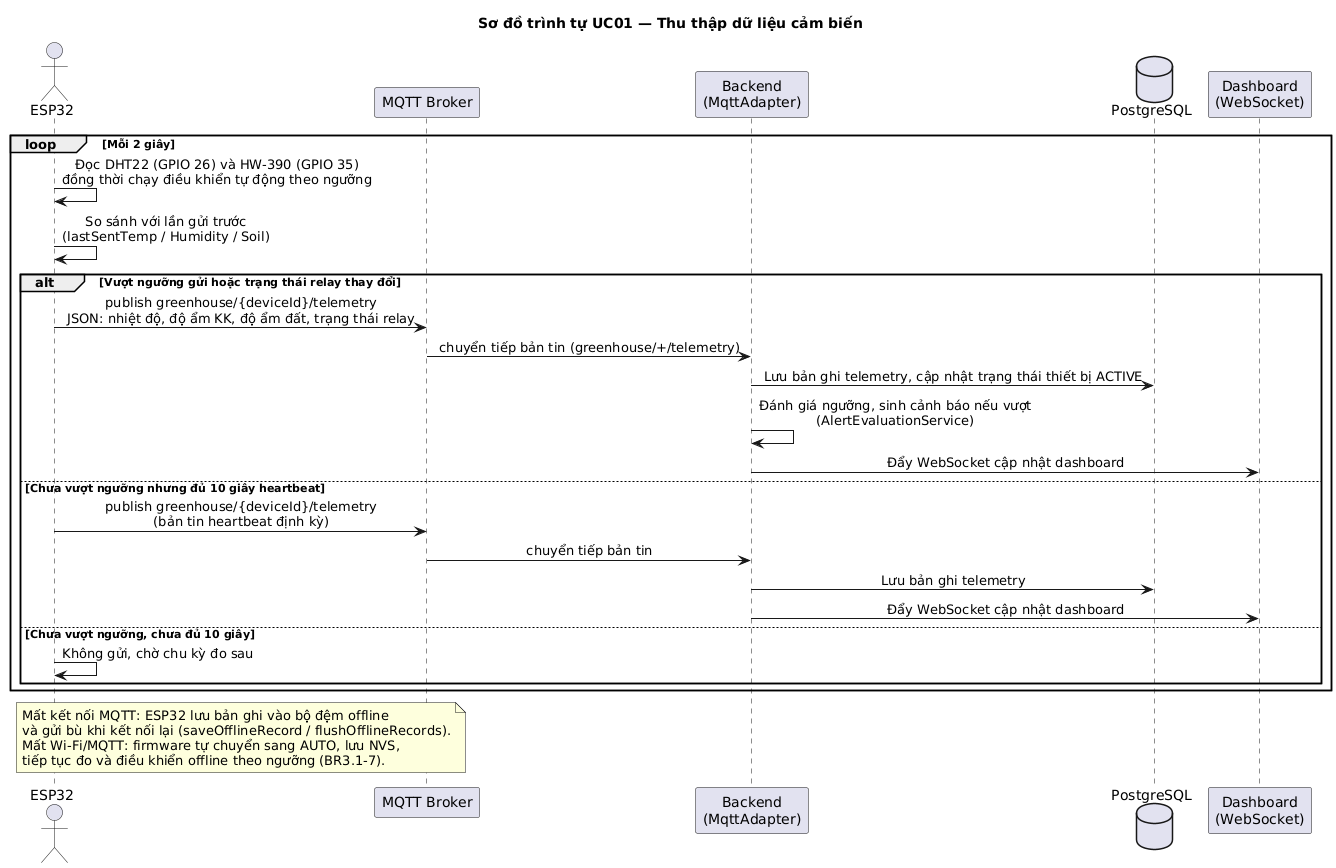 Sơ đồ trình tự UC01 — Thu thập dữ liệu cảm biến
ESP32
MQTT Broker
Backend
(MqttAdapter)
PostgreSQL
Dashboard
(WebSocket)
loop
[Mỗi 2 giây]
Đọc DHT22 (GPIO 26) và HW-390 (GPIO 35)
đồng thời chạy điều khiển tự động theo ngưỡng
So sánh với lần gửi trước
(lastSentTemp / Humidity / Soil)
alt
[Vượt ngưỡng gửi hoặc trạng thái relay thay đổi]
publish greenhouse/{deviceId}/telemetry
JSON: nhiệt độ, độ ẩm KK, độ ẩm đất, trạng thái relay
chuyển tiếp bản tin (greenhouse/+/telemetry)
Lưu bản ghi telemetry, cập nhật trạng thái thiết bị ACTIVE
Đánh giá ngưỡng, sinh cảnh báo nếu vượt
(AlertEvaluationService)
Đẩy WebSocket cập nhật dashboard
[Chưa vượt ngưỡng nhưng đủ 10 giây heartbeat]
publish greenhouse/{deviceId}/telemetry
(bản tin heartbeat định kỳ)
chuyển tiếp bản tin
Lưu bản ghi telemetry
Đẩy WebSocket cập nhật dashboard
[Chưa vượt ngưỡng, chưa đủ 10 giây]
Không gửi, chờ chu kỳ đo sau
Mất kết nối MQTT: ESP32 lưu bản ghi vào bộ đệm offline
và gửi bù khi kết nối lại (saveOfflineRecord / flushOfflineRecords).
Mất Wi-Fi/MQTT: firmware tự chuyển sang AUTO, lưu NVS,
tiếp tục đo và điều khiển offline theo ngưỡng (BR3.1-7).
ESP32
MQTT Broker
Backend
(MqttAdapter)
PostgreSQL
Dashboard
(WebSocket)